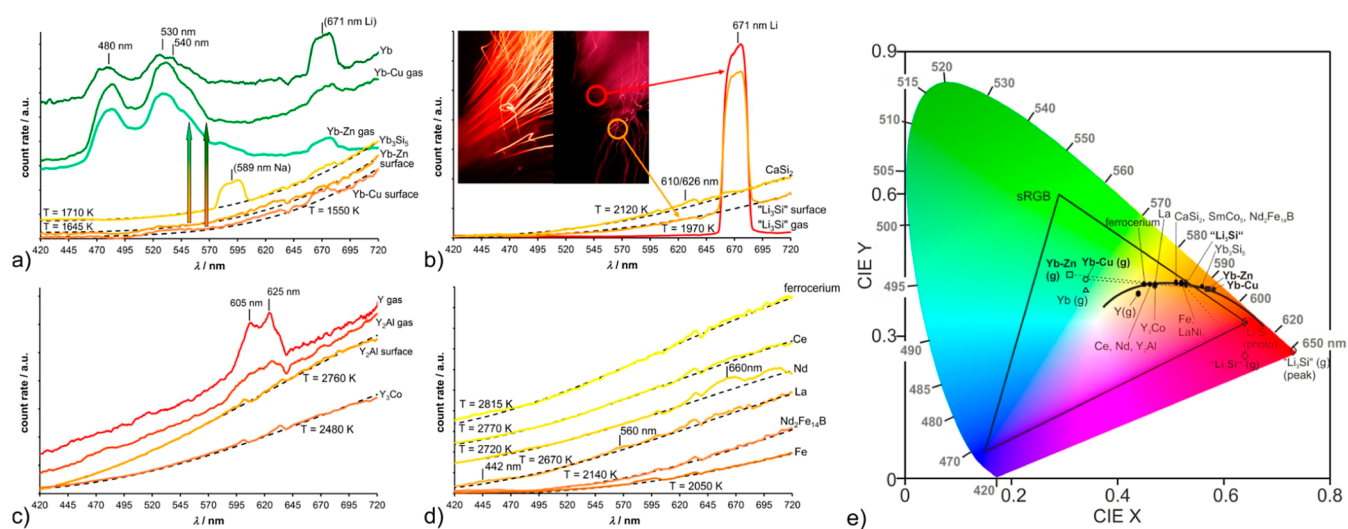 a)
count rate / a.u.
480 nm
530 nm
540 nm
(671 nm Li)
Yb
Yb-Cu gas
Yb-Zn gas
Yb₃Si₅
Yb-Zn
surface
Yb-Cu surface
(589 nm Na)
T = 1710 K
T = 1645 K
T = 1550 K
420 445 470 495 520 545 570 595 620 645 670 695 720
λ / nm
b)
count rate / a.u.
671 nm Li
610/626 nm
CaSi₂
T = 2120 K
"Li₃Si" surface
T = 1970 K
"Li₃Si" gas
420 445 470 495 520 545 570 595 620 645 670 695 720
λ / nm
c)
count rate / a.u.
605 nm
625 nm
Y gas
Y₂Al gas
Y₂Al surface
T = 2760 K
Y₃Co
T = 2480 K
420 445 470 495 520 545 570 595 620 645 670 695 720
λ / nm
d)
count rate / a.u.
ferrocerium
Ce
660nm
Nd
La
Nd₂Fe₁₄B
Fe
T = 2815 K
T = 2770 K
T = 2720 K
560 nm
442 nm
T = 2670 K
T = 2140 K
T = 2050 K
420 445 470 495 520 545 570 595 620 645 670 695 720
λ / nm
e)
CIE Y
0.9
0.6
0.3
0
0 0.2 0.4 0.6 0.8
CIE X
515
520
530
510
540
505
550
500
560
570
495
580
590
490
600
620
485
650 nm
480
470
420
sRGB
ferrocerium
La
CaSi₂, SmCo₅, Nd₂Fe₁₄B
"Li₃Si"
Yb₃Si₅
Yb-Zn
(g)
Yb-Cu (g)
Yb-Zn
Yb-Cu
Yb (g)
Y(g)
Y₃Co
Fe,
Ce, Nd, Y₂Al
(photo)
"Li₃Si" (g)
"Li₃Si" (g)
(peak)